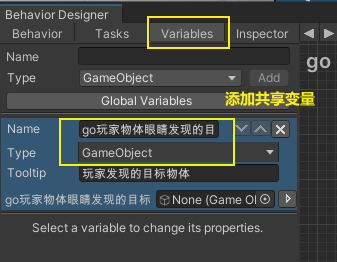 Behavior Designer
Behavior Tasks Variables Inspector
Name
Type GameObject Add
Global Variables
添加共享变量
Name go玩家物体眼睛发现的目
Type GameObject
Tooltip 玩家发现的目标物体
go玩家物体眼睛发现的目标 None (Game Ol
Select a variable to change its properties.
go